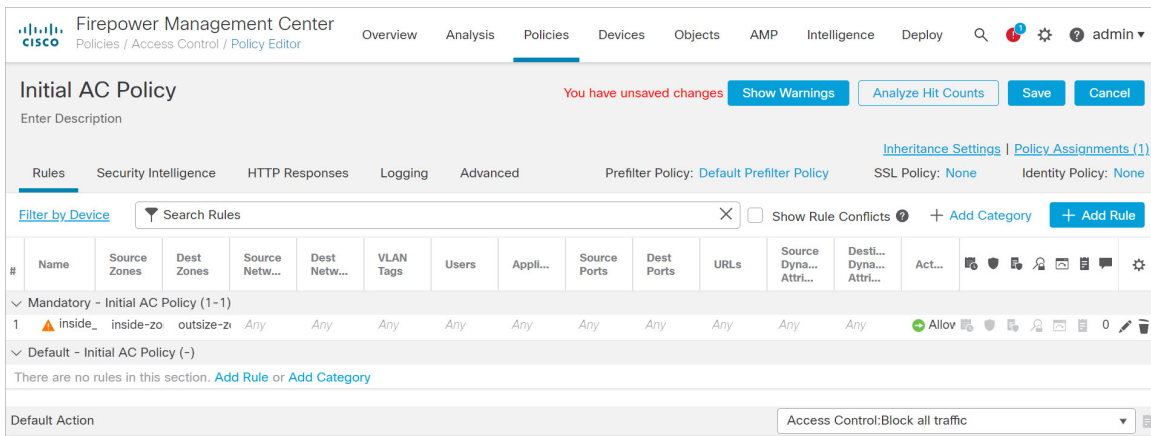 CISCO
Firepower Management Center
Policies / Access Control / Policy Editor
Overview Analysis Policies Devices Objects AMP Intelligence Deploy 1 ? admin
Initial AC Policy
You have unsaved changes Show Warnings Analyze Hit Counts Save Cancel
Enter Description
Inheritance Settings | Policy Assignments (1)
Rules Security Intelligence HTTP Responses Logging Advanced Prefilter Policy: Default Prefilter Policy SSL Policy: None Identity Policy: None
Filter by Device Search Rules Show Rule Conflicts ? + Add Category + Add Rule
# Name Source Zones Dest Zones Source Netw... Dest Netw... VLAN Tags Users Appli... Source Ports Dest Ports URLs Source Dyna... Attri... Desti... Dyna... Attri... Act...
Mandatory - Initial AC Policy (1-1)
1 inside_ inside-zo outsize-z Any Any Any Any Any Any Any Any Any Any Allow 0
Default - Initial AC Policy (-)
There are no rules in this section. Add Rule or Add Category
Default Action Access Control:Block all traffic